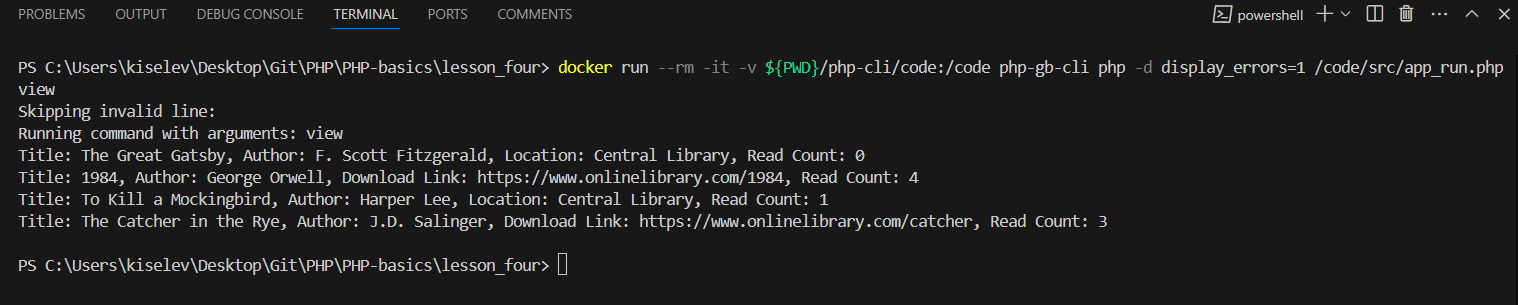 PROBLEMS OUTPUT DEBUG CONSOLE TERMINAL PORTS COMMENTS powershell
PS C:\Users\kiselev\Desktop\Git\PHP\PHP-basics\lesson_four> docker run --rm -it -v ${PWD}/php-cli/code:/code php-gb-cli php -d display_errors=1 /code/src/app_run.php
view
Skipping invalid line:
Running command with arguments: view
Title: The Great Gatsby, Author: F. Scott Fitzgerald, Location: Central Library, Read Count: 0
Title: 1984, Author: George Orwell, Download Link: https://www.onlinelibrary.com/1984, Read Count: 4
Title: To Kill a Mockingbird, Author: Harper Lee, Location: Central Library, Read Count: 1
Title: The Catcher in the Rye, Author: J.D. Salinger, Download Link: https://www.onlinelibrary.com/catcher, Read Count: 3
PS C:\Users\kiselev\Desktop\Git\PHP\PHP-basics\lesson_four>